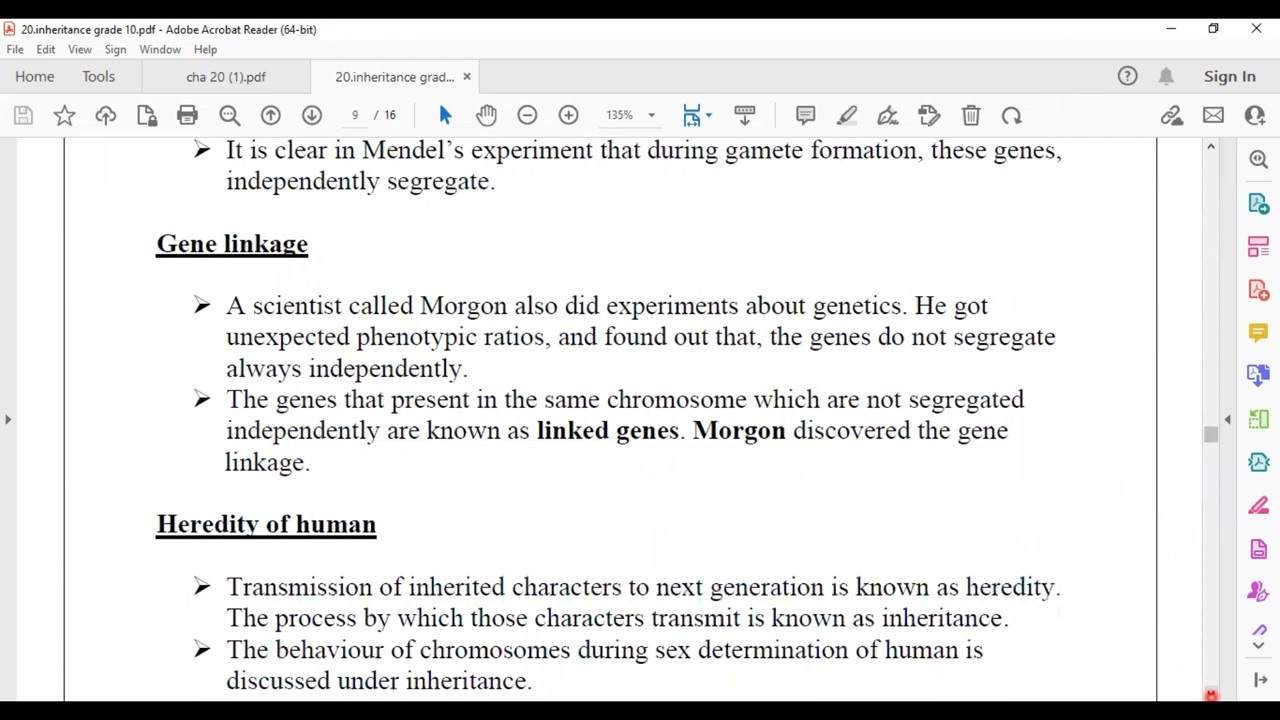 20.inheritance grade 10.pdf - Adobe Acrobat Reader (64-bit)
File Edit View Sign Window Help
Home Tools cha 20 (1).pdf 20.inheritance grad... × Sign In
9 / 16 135%
➢ It is clear in Mendel’s experiment that during gamete formation, these genes,
independently segregate.
Gene linkage
➢ A scientist called Morgon also did experiments about genetics. He got
unexpected phenotypic ratios, and found out that, the genes do not segregate
always independently.
➢ The genes that present in the same chromosome which are not segregated
independently are known as linked genes. Morgon discovered the gene
linkage.
Heredity of human
➢ Transmission of inherited characters to next generation is known as heredity.
The process by which those characters transmit is known as inheritance.
➢ The behaviour of chromosomes during sex determination of human is
discussed under inheritance.